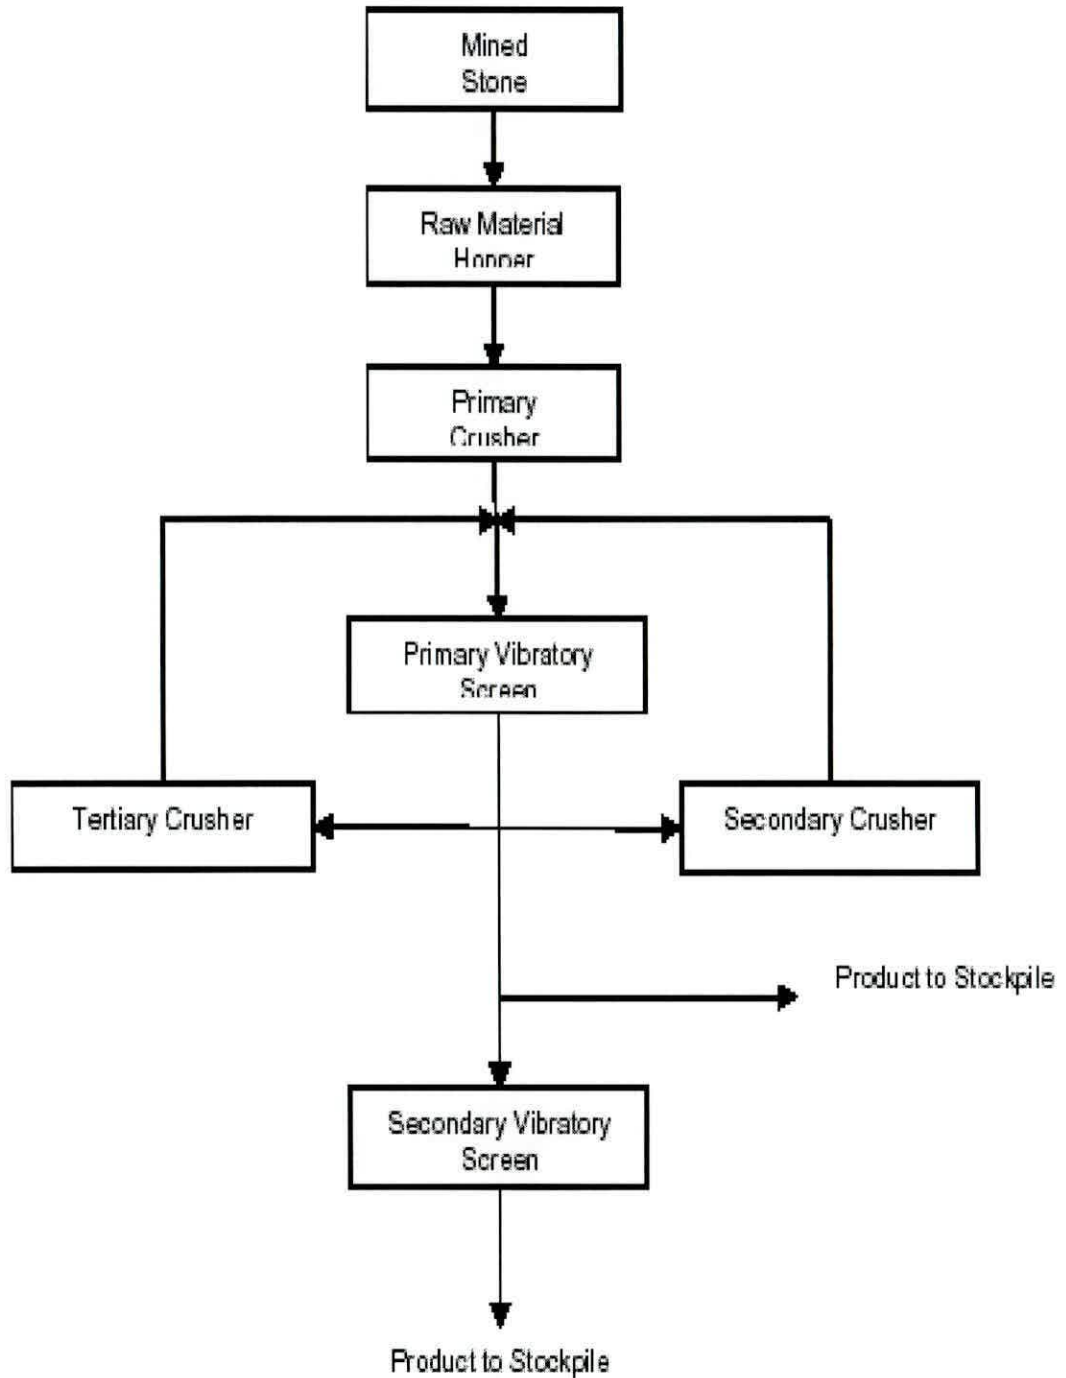 Mined
Stone
Raw Material
Hopper
Primary
Crusher
Primary Vibratory
Screen
Tertiary Crusher
Secondary Crusher
Product to Stockpile
Secondary Vibratory
Screen
Product to Stockpile